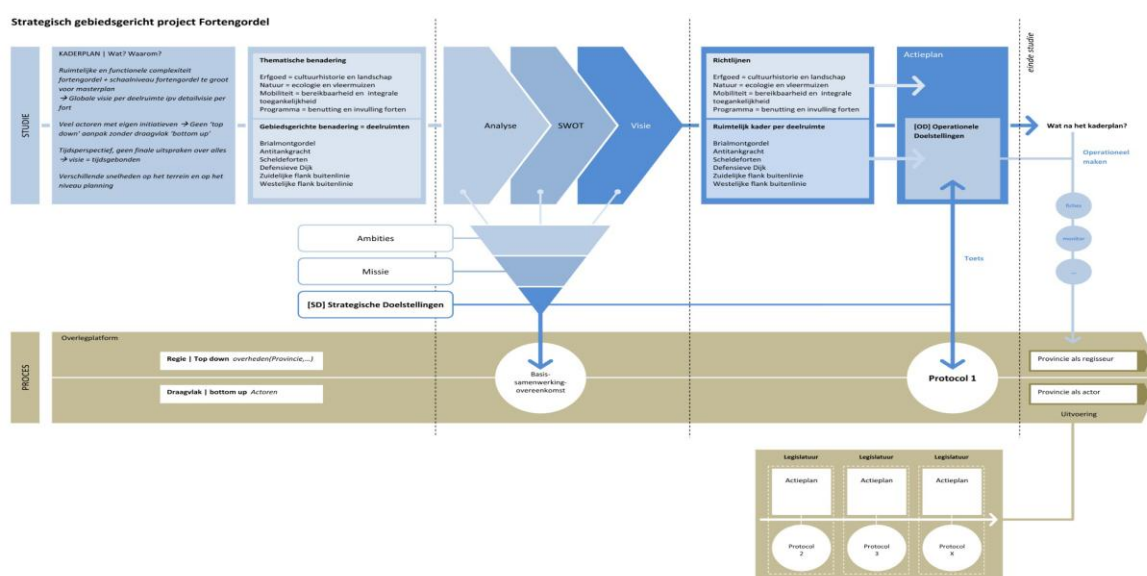 Strategisch gebiedsgericht project Fortengordel
STUDIE
KADERPLAN | Wat? Waarom?
Ruimtelijke en functionele complexiteit
fortengordel + schaalniveau fortengordel te groot
voor masterplan
→ Globale visie per deelruimte ipv detailvisie per
fort
Veel actoren met eigen initiatieven → Geen 'top
down' aanpak zonder draagvlak 'bottom up'
Tijdsperspectief, geen finale uitspraken over alles
→ visie = tijdsgebonden
Verschillende snelheden op het terrein en op het
niveau planning
Thematische benadering
Erfgoed = cultuurhistorie en landschap
Natuur = ecologie en vleermuizen
Mobiliteit = bereikbaarheid en integrale
toegankelijkheid
Programma = benutting en invulling forten
Gebiedsgerichte benadering = deelruimten
Brialmontgordel
Antitankgracht
Scheldeforten
Defensieve Dijk
Zuidelijke flank buitenlinie
Westelijke flank buitenlinie
Analyse
SWOT
Visie
Richtlijnen
Erfgoed = cultuurhistorie en landschap
Natuur = ecologie en vleermuizen
Mobiliteit = bereikbaarheid en integrale
toegankelijkheid
Programma = benutting en invulling forten
Ruimtelijk kader per deelruimte
Brialmontgordel
Antitankgracht
Scheldeforten
Defensieve Dijk
Zuidelijke flank buitenlinie
Westelijke flank buitenlinie
Actieplan
[OD] Operationele
Doelstellingen
einde studie
Wat na het kaderplan?
Operationeel
maken
...
Ambities
Missie
[SD] Strategische Doelstellingen
Toets
PROCES
Overlegplatform
Regie | Top down overheden(Provincie,...)
Draagvlak | bottom up Actoren
Basis-
samenwerking-
overeenkomst
Protocol 1
Provincie als regisseur
Provincie als actor
Uitvoering
Legislatuur
Legislatuur
Legislatuur
Actieplan
Actieplan
Actieplan
Protocol
2
Protocol
3
Protocol
X